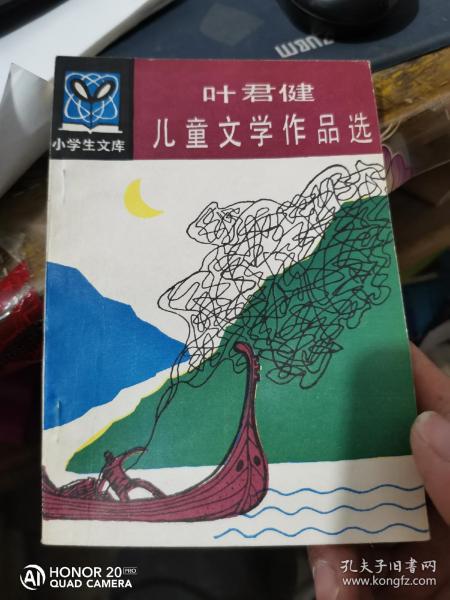 小学生文库
叶君健
儿童文学作品选
HONOR 20 PRO
QUAD CAMERA
AI
孔夫子旧书网
www.kongfz.com